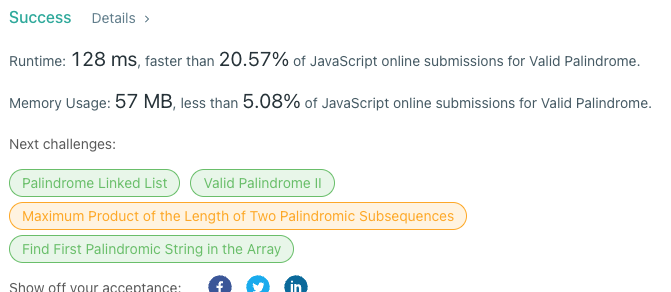 Success Details ›
Runtime: 128 ms, faster than 20.57% of JavaScript online submissions for Valid Palindrome.
Memory Usage: 57 MB, less than 5.08% of JavaScript online submissions for Valid Palindrome.
Next challenges:
Palindrome Linked List Valid Palindrome II
Maximum Product of the Length of Two Palindromic Subsequences
Find First Palindromic String in the Array
Show off your acceptance: f in